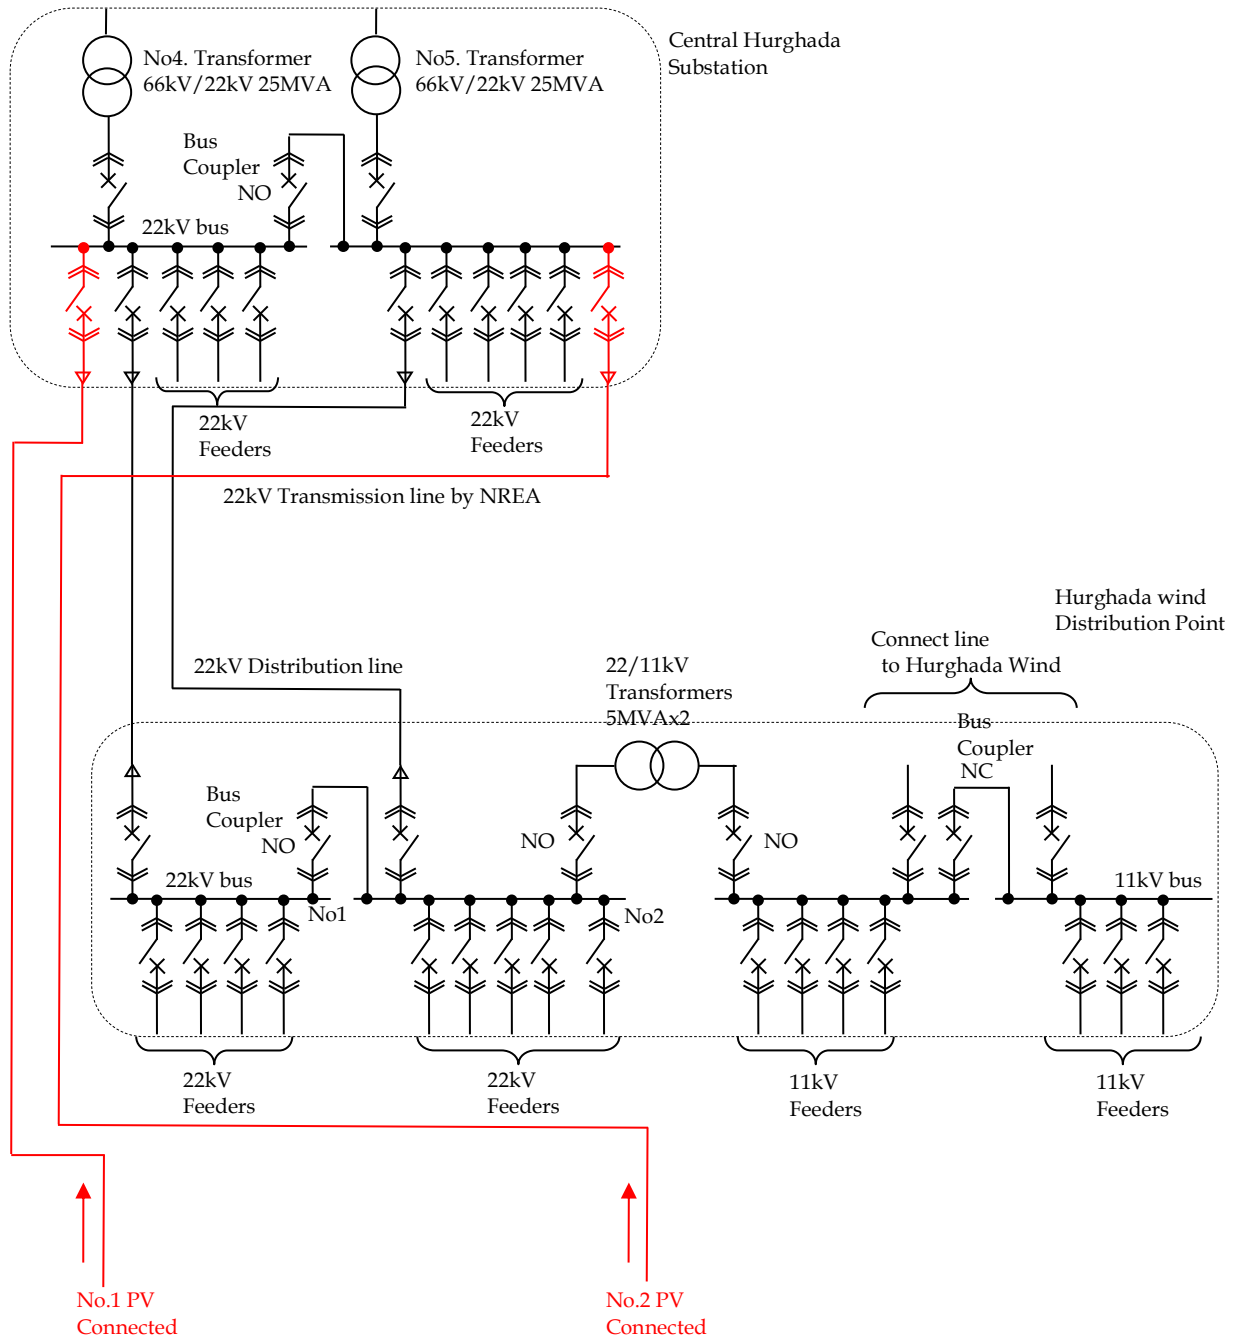 No4. Transformer
66kV/22kV 25MVA
No5. Transformer
66kV/22kV 25MVA
Central Hurghada
Substation
Bus
Coupler
NO
22kV bus
22kV
Feeders
22kV
Feeders
22kV Transmission line by NREA
Hurghada wind
Distribution Point
Connect line
to Hurghada Wind
22kV Distribution line
22/11kV
Transformers
5MVAx2
Bus
Coupler
NC
Bus
Coupler
NO
NO
NO
22kV bus
No1
No2
11kV bus
22kV
Feeders
22kV
Feeders
11kV
Feeders
11kV
Feeders
No.1 PV
Connected
No.2 PV
Connected